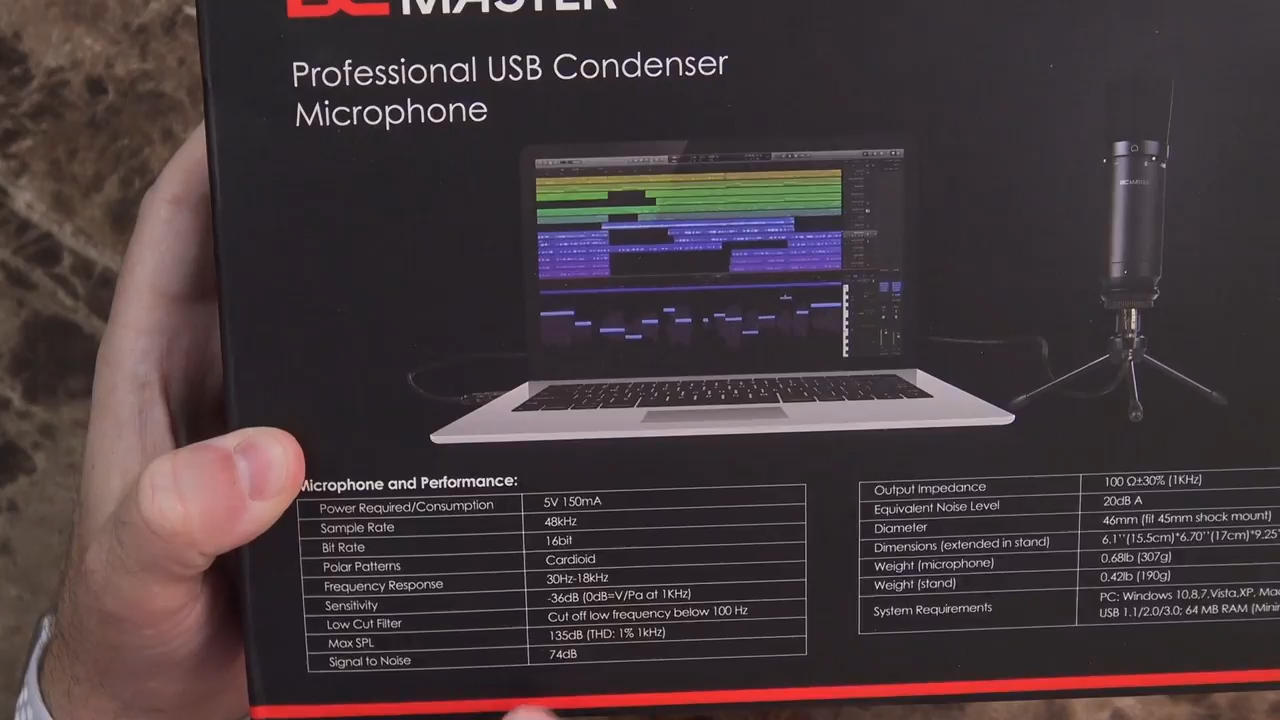 MASTER
Professional USB Condenser
Microphone
Microphone and Performance:
Power Required/Consumption 5V 150mA
Sample Rate 48kHz
Bit Rate 16bit
Polar Patterns Cardioid
Frequency Response 30Hz-18kHz
Sensitivity -36dB (0dB=V/Pa at 1KHz)
Low Cut Filter Cut off low frequency below 100 Hz
Max SPL 135dB (THD: 1% 1kHz)
Signal to Noise 74dB
Output Impedance 100 Ω±30% (1KHz)
Equivalent Noise Level 20dB A
Diameter 46mm (fit 45mm shock mount)
Dimensions (extended in stand) 6.1''(15.5cm)*6.70''(17cm)*9.25
Weight (microphone) 0.68lb (307g)
Weight (stand) 0.42lb (190g)
System Requirements PC: Windows 10,8,7,Vista,XP,
USB 1.1/2.0/3.0; 64 MB RAM